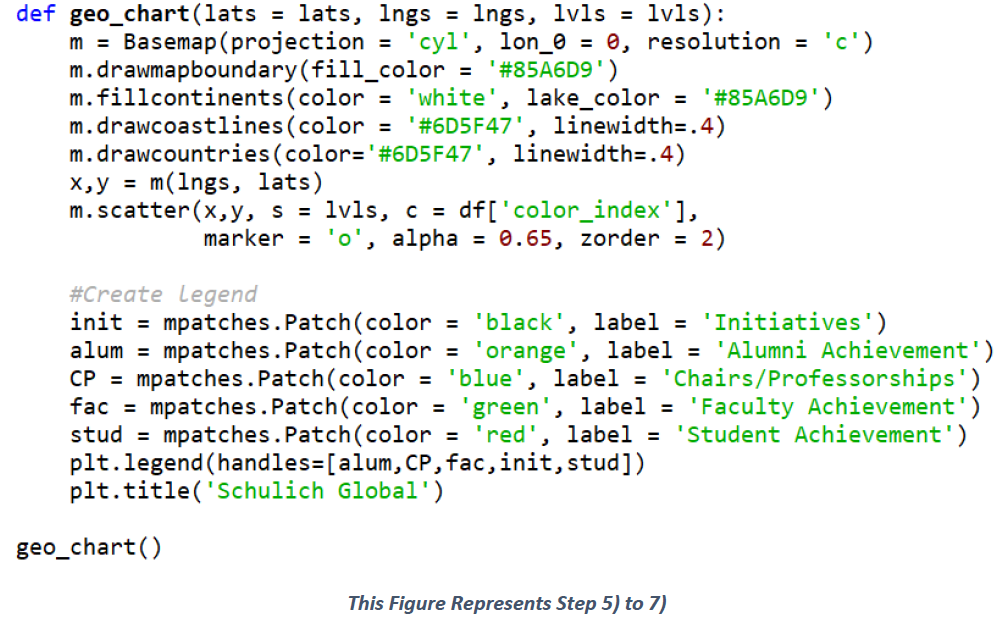 def geo_chart(lats = lats, lngs = lngs, lvls = lvls):
    m = Basemap(projection = 'cyl', lon_0 = 0, resolution = 'c')
    m.drawmapboundary(fill_color = '#85A6D9')
    m.fillcontinents(color = 'white', lake_color = '#85A6D9')
    m.drawcoastlines(color = '#6D5F47', linewidth=.4)
    m.drawcountries(color='#6D5F47', linewidth=.4)
    x,y = m(lngs, lats)
    m.scatter(x,y, s = lvls, c = df['color_index'],
              marker = 'o', alpha = 0.65, zorder = 2)

    #Create legend
    init = mpatches.Patch(color = 'black', label = 'Initiatives')
    alum = mpatches.Patch(color = 'orange', label = 'Alumni Achievement')
    CP = mpatches.Patch(color = 'blue', label = 'Chairs/Professorships')
    fac = mpatches.Patch(color = 'green', label = 'Faculty Achievement')
    stud = mpatches.Patch(color = 'red', label = 'Student Achievement')
    plt.legend(handles=[alum,CP,fac,init,stud])
    plt.title('Schulich Global')

geo_chart()

This Figure Represents Step 5) to 7)